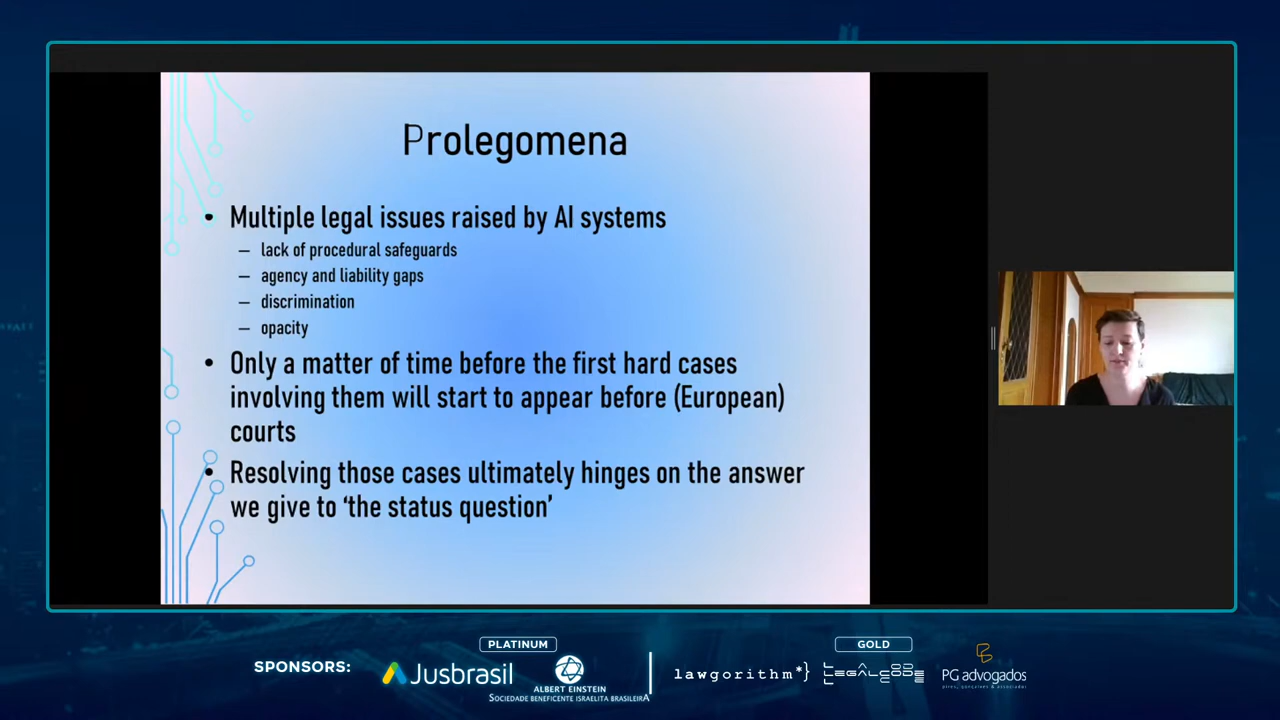 Prolegomena
• Multiple legal issues raised by AI systems
– lack of procedural safeguards
– agency and liability gaps
– discrimination
– opacity
• Only a matter of time before the first hard cases
involving them will start to appear before (European)
courts
• Resolving those cases ultimately hinges on the answer
we give to ‘the status question’
SPONSORS:
PLATINUM
Jusbrasil
ALBERT EINSTEIN
SOCIEDADE BENEFICENTE ISRAELITA BRASILEIRA
lawgorithm*}
GOLD
LEGALCODE
PG advogados